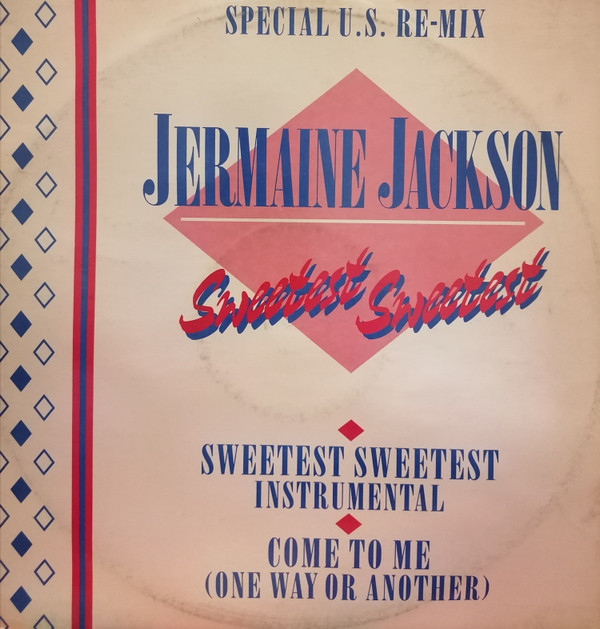 SPECIAL U.S. RE-MIX
JERMAINE JACKSON
Sweetest Sweetest
SWEETEST SWEETEST
INSTRUMENTAL
COME TO ME
(ONE WAY OR ANOTHER)